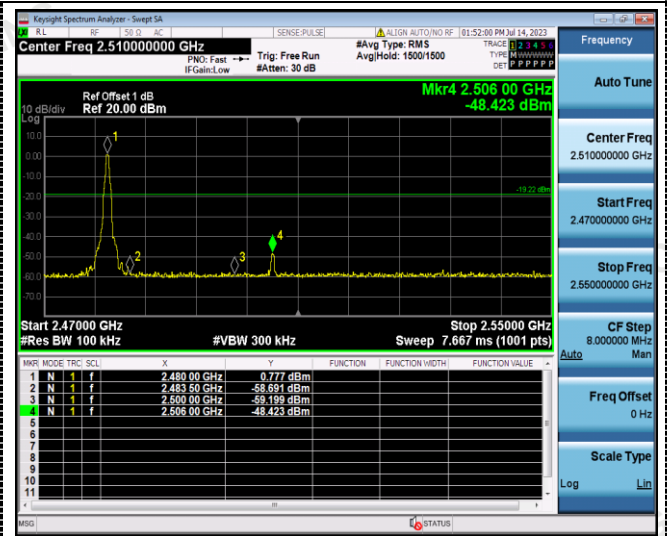 Keysight Spectrum Analyzer - Swept SA
RL RF 50 Ω AC SENSE:PULSE ALIGN AUTO/NO RF 01:52:00 PM Jul 14, 2023
Center Freq 2.510000000 GHz
PNO: Fast
IFGain:Low
Trig: Free Run
#Atten: 30 dB
#Avg Type: RMS
Avg|Hold: 1500/1500
TRACE 1 2 3 4 5 6
TYPE M W W W W W
DET P P P P P P
Frequency
Mkr4 2.506 00 GHz
-48.423 dBm
Ref Offset 1 dB
10 dB/div Ref 20.00 dBm
Log
10.0
0.00
-10.0
-20.0
-30.0
-40.0
-50.0
-60.0
-70.0
-19.22 dBm
1
2
3
4
Start 2.47000 GHz Stop 2.55000 GHz
#Res BW 100 kHz #VBW 300 kHz Sweep 7.667 ms (1001 pts)
MKR MODE TRC SCL X Y FUNCTION FUNCTION WIDTH FUNCTION VALUE
1 N 1 f 2.480 00 GHz 0.777 dBm
2 N 1 f 2.483 50 GHz -58.691 dBm
3 N 1 f 2.500 00 GHz -59.199 dBm
4 N 1 f 2.506 00 GHz -48.423 dBm
5
6
7
8
9
10
11
MSG STATUS
Auto Tune
Center Freq
2.510000000 GHz
Start Freq
2.470000000 GHz
Stop Freq
2.550000000 GHz
CF Step
8.000000 MHz
Auto Man
Freq Offset
0 Hz
Scale Type
Log Lin